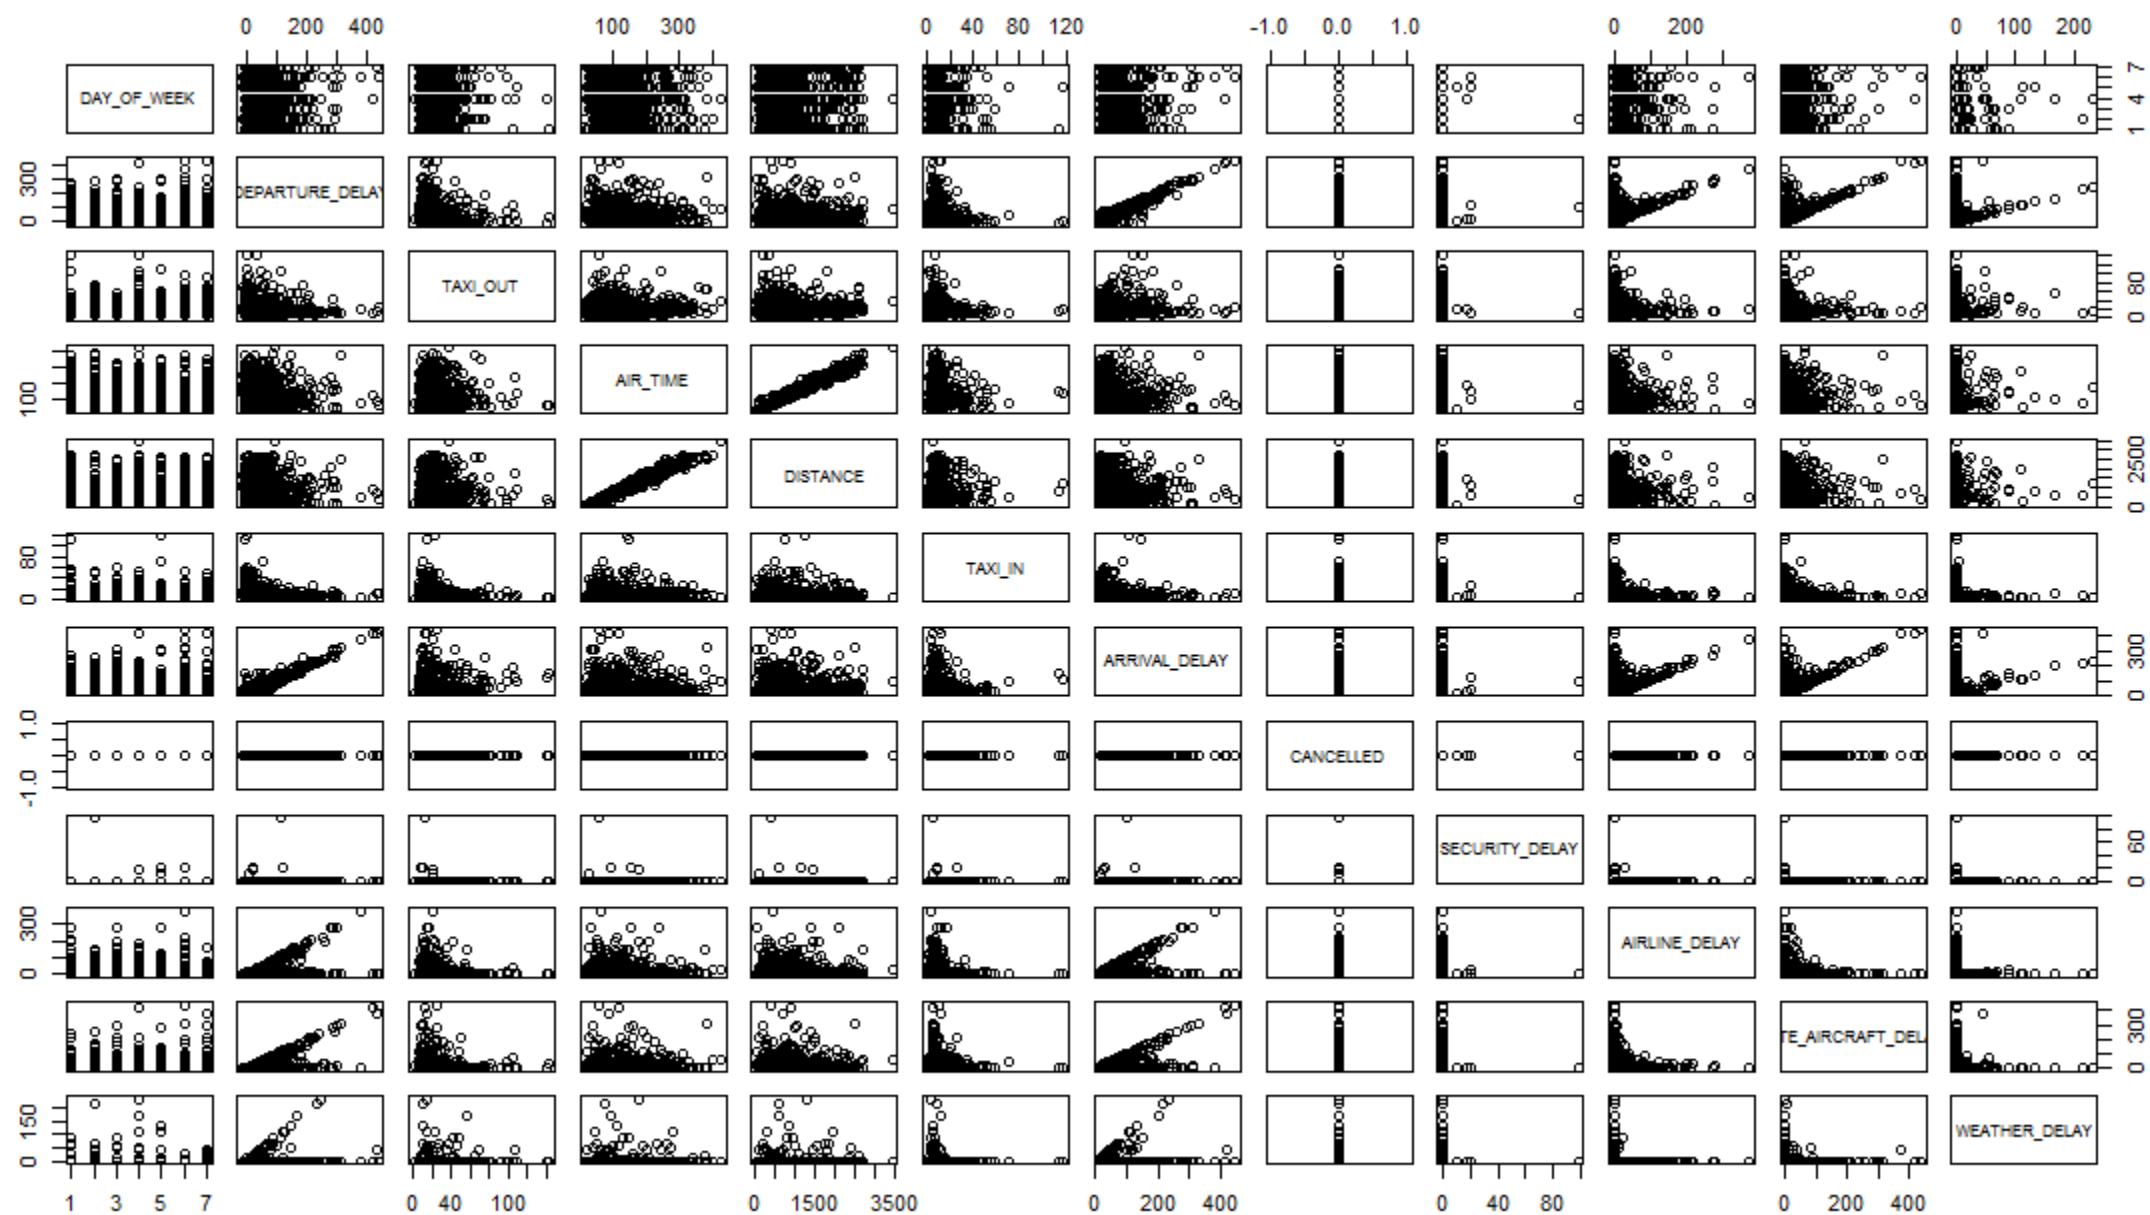 0 200 400 100 300 0 40 80 120 -1.0 0.0 1.0 0 200 0 100 200
DAY_OF_WEEK
1 4 7
0 300
DEPARTURE_DELAY
TAXI_OUT
0 80
100
AIR_TIME
DISTANCE
0 2500
0 60
TAXI_IN
ARRIVAL_DELAY
0 300
-1.0 1.0
CANCELLED
SECURITY_DELAY
0 60
0 300
AIRLINE_DELAY
TE_AIRCRAFT_DEL
0 300
0 150
WEATHER_DELAY
1 3 5 7 0 40 100 0 1500 3500 0 200 400 0 40 80 0 200 400